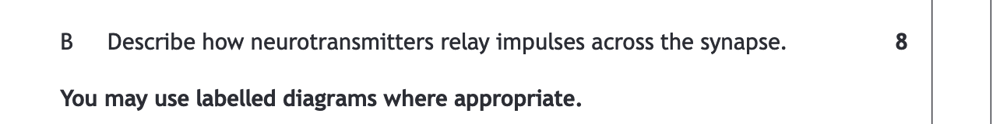 B Describe how neurotransmitters relay impulses across the synapse. 8
You may use labelled diagrams where appropriate.